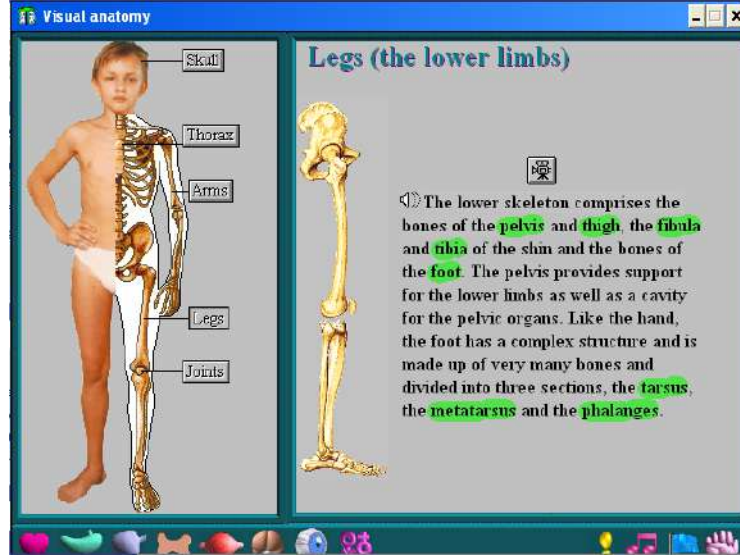 Visual anatomy
Skull
Thorax
Arms
Legs
Joints
Legs (the lower limbs)
The lower skeleton comprises the
bones of the pelvis and thigh, the fibula
and tibia of the shin and the bones of
the foot. The pelvis provides support
for the lower limbs as well as a cavity
for the pelvic organs. Like the hand,
the foot has a complex structure and is
made up of very many bones and
divided into three sections, the tarsus,
the metatarsus and the phalanges.